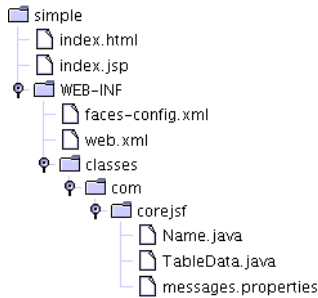 simple
index.html
index.jsp
WEB-INF
faces-config.xml
web.xml
classes
com
corejsf
Name.java
TableData.java
messages.properties